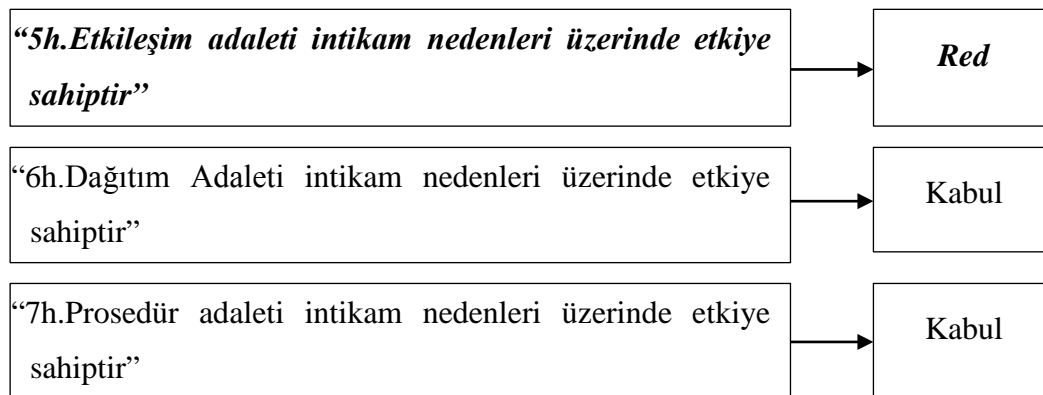 “5h.Etkileşim adaleti intikam nedenleri üzerinde etkiye
sahiptir”
Red
“6h.Dağıtım Adaleti intikam nedenleri üzerinde etkiye
sahiptir”
Kabul
“7h.Prosedür adaleti intikam nedenleri üzerinde etkiye
sahiptir”
Kabul